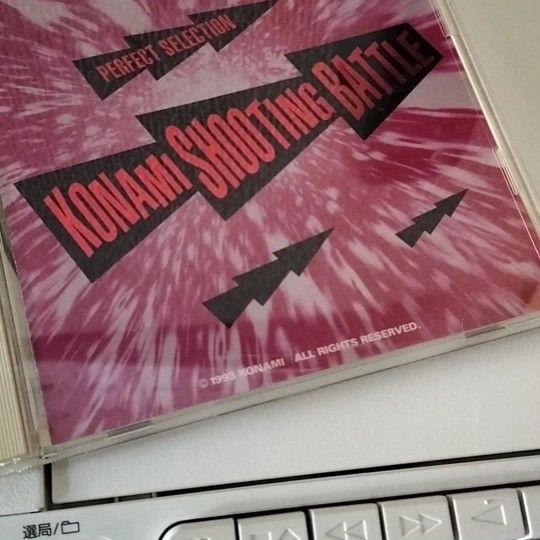 PERFECT SELECTION
KONAMI SHOOTING BATTLE
© 1993 KONAMI ALL RIGHTS RESERVED.
選局/